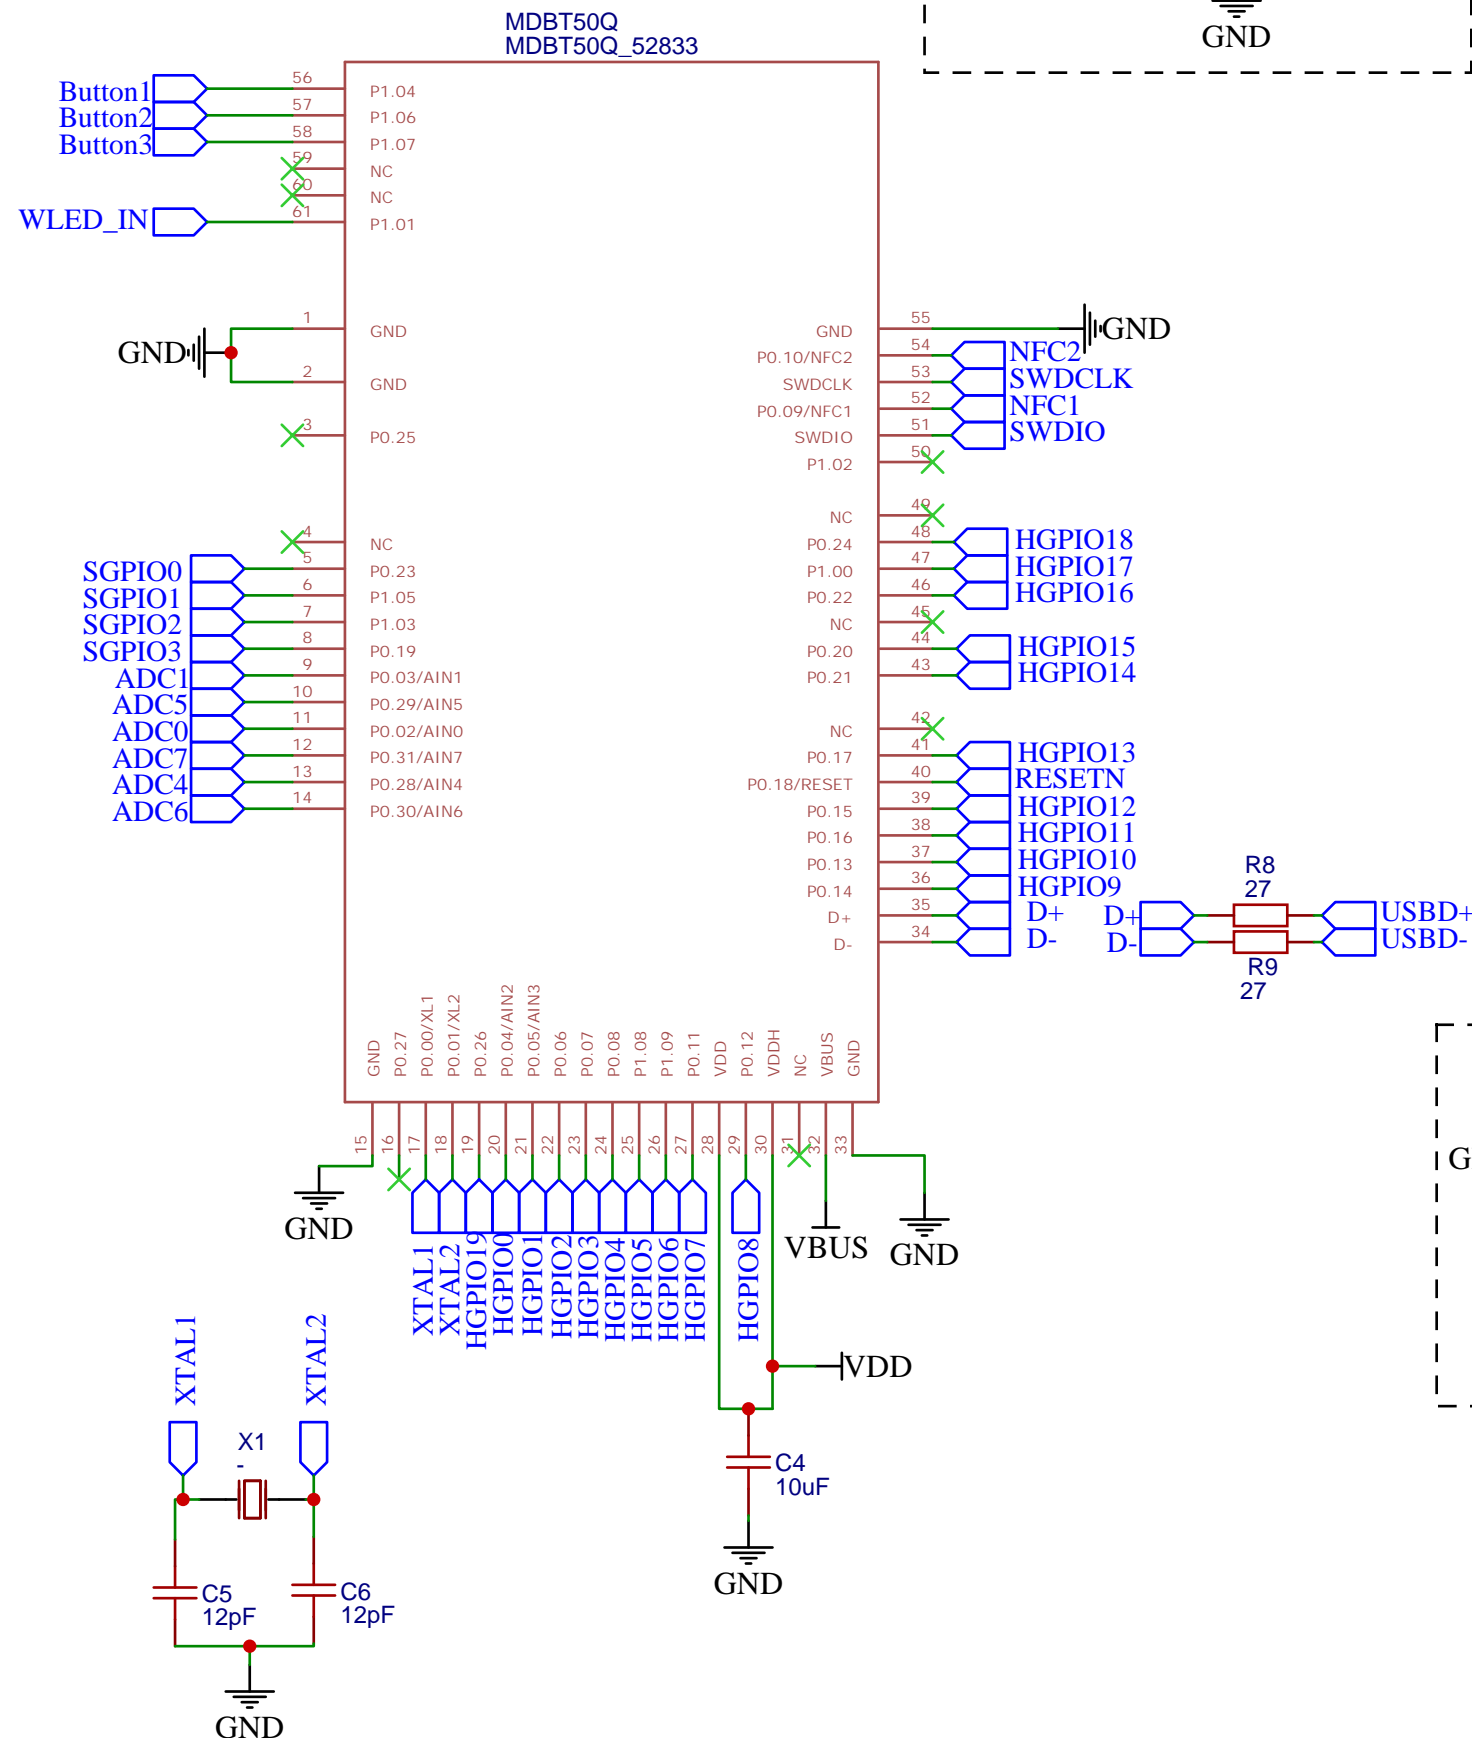 MDBT50Q
MDBT50Q_52833
GND
Button1 56 P1.04
Button2 57 P1.06
Button3 58 P1.07
59 NC
60 NC
WLED_IN 61 P1.01
GND
1 GND
2 GND
3 P0.25
4 NC
SGPIO0 5 P0.23
SGPIO1 6 P1.05
SGPIO2 7 P1.03
SGPIO3 8 P0.19
ADC1 9 P0.03/AIN1
ADC5 10 P0.29/AIN5
ADC0 11 P0.02/AIN0
ADC7 12 P0.31/AIN7
ADC4 13 P0.28/AIN4
ADC6 14 P0.30/AIN6
GND 55 GND
P0.10/NFC2 54 NFC2
SWDCLK 53 SWDCLK
P0.09/NFC1 52 NFC1
SWDIO 51 SWDIO
P1.02 50
NC 49
P0.24 48 HGPIO18
P1.00 47 HGPIO17
P0.22 46 HGPIO16
NC 45
P0.20 44 HGPIO15
P0.21 43 HGPIO14
NC 42
P0.17 41 HGPIO13
P0.18/RESET 40 RESETN
P0.15 39 HGPIO12
P0.16 38 HGPIO11
P0.13 37 HGPIO10
P0.14 36 HGPIO9
D+ 35 D+
D- 34 D-
R8
27
D+ USBD+
D- USBD-
R9
27
G
GND 15 GND
P0.27 16
P0.00/XL1 17 XTAL1
P0.01/XL2 18 XTAL2
P0.26 19 HGPIO19
P0.04/AIN2 20 HGPIO0
P0.05/AIN3 21 HGPIO1
P0.06 22 HGPIO2
P0.07 23 HGPIO3
P0.08 24 HGPIO4
P1.08 25 HGPIO5
P1.09 26 HGPIO6
P0.11 27 HGPIO7
VDD 28
P0.12 29 HGPIO8
VDDH 30
NC 31
VBUS 32 VBUS
GND 33 GND
VDD
C4
10uF
GND
XTAL1
XTAL2
X1
-
C5
12pF
C6
12pF
GND